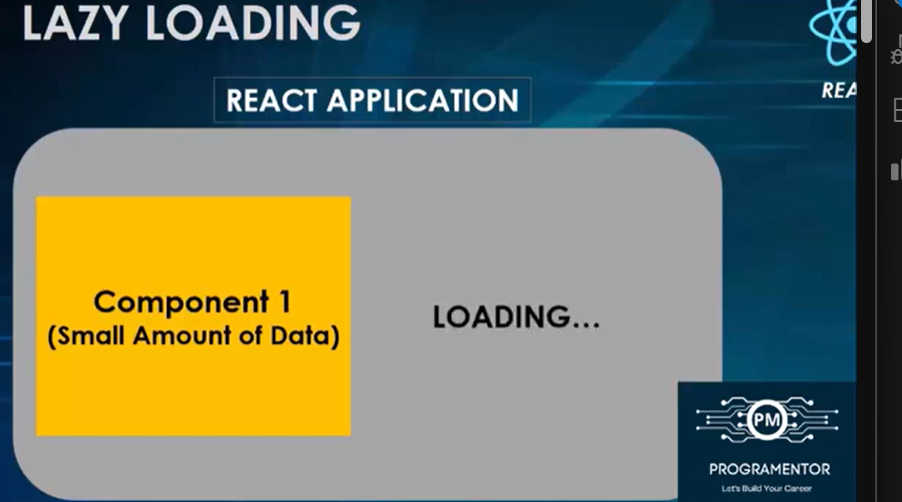 LAZY LOADING
REACT APPLICATION
REA
Component 1
(Small Amount of Data)
LOADING...
PM
PROGRAMENTOR
Let's Build Your Career